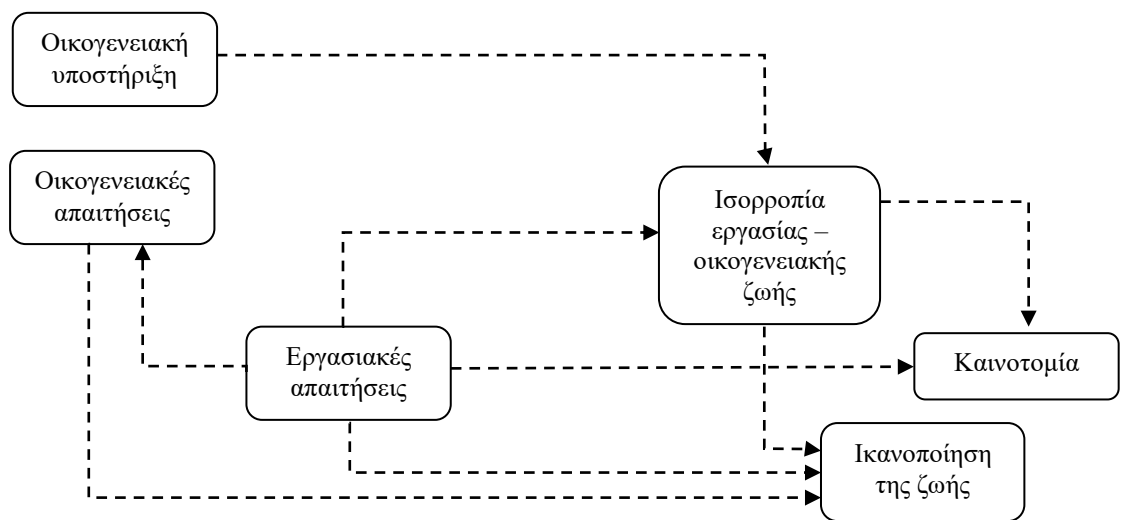 Οικογενειακή
υποστήριξη
Οικογενειακές
απαιτήσεις
Ισορροπία
εργασίας –
οικογενειακής
ζωής
Εργασιακές
απαιτήσεις
Καινοτομία
Ικανοποίηση
της ζωής